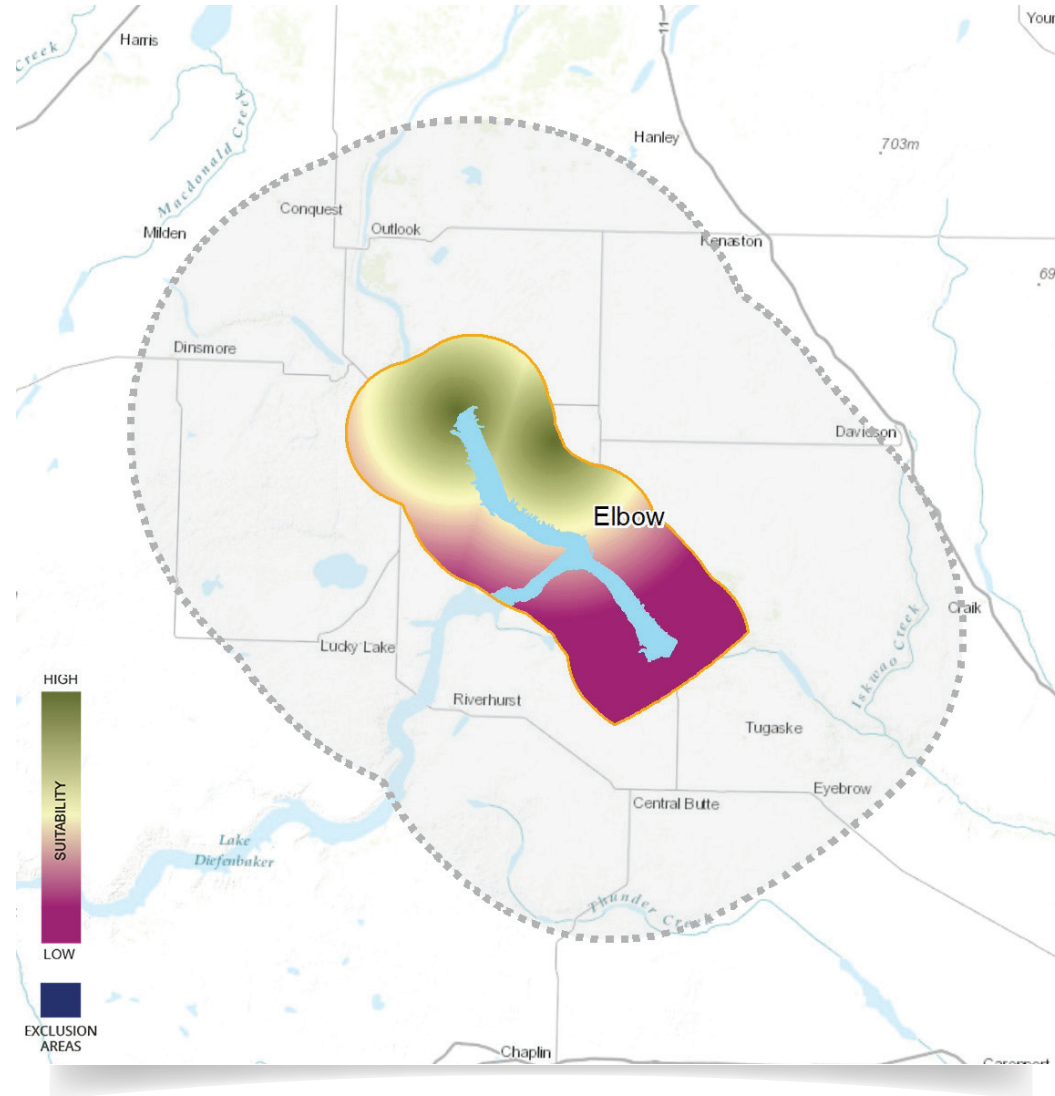 Harris
11
Your
Creek
Macdonald Creek
Hanley
703m
Conquest
Milden
Outlook
Kenaston
69
Dinsmore
Davidson
Elbow
Craik
Iskwao Creek
Lucky Lake
Riverhurst
Tugaske
Eyebrow
Central Butte
Lake
Diefenbaker
Thunder Creek
HIGH
SUITABILITY
LOW
EXCLUSION
AREAS
Chaplin